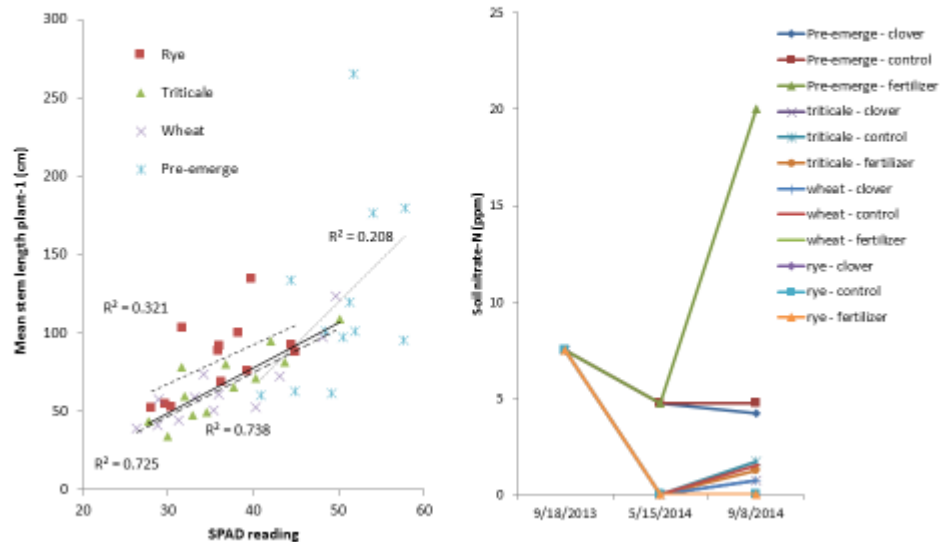 300
250
200
150
100
50
0
Mean stem length plant-1 (cm)
Rye
Triticale
Wheat
Pre-emerge
R² = 0.208
R² = 0.321
R² = 0.738
R² = 0.725
20
30
40
50
60
SPAD reading
25
20
15
10
5
0
Soil nitrate-N (ppm)
9/18/2013
5/15/2014
9/8/2014
Pre-emerge - clover
Pre-emerge - control
Pre-emerge - fertilizer
triticale - clover
triticale - control
triticale - fertilizer
wheat - clover
wheat - control
wheat - fertilizer
rye - clover
rye - control
rye - fertilizer